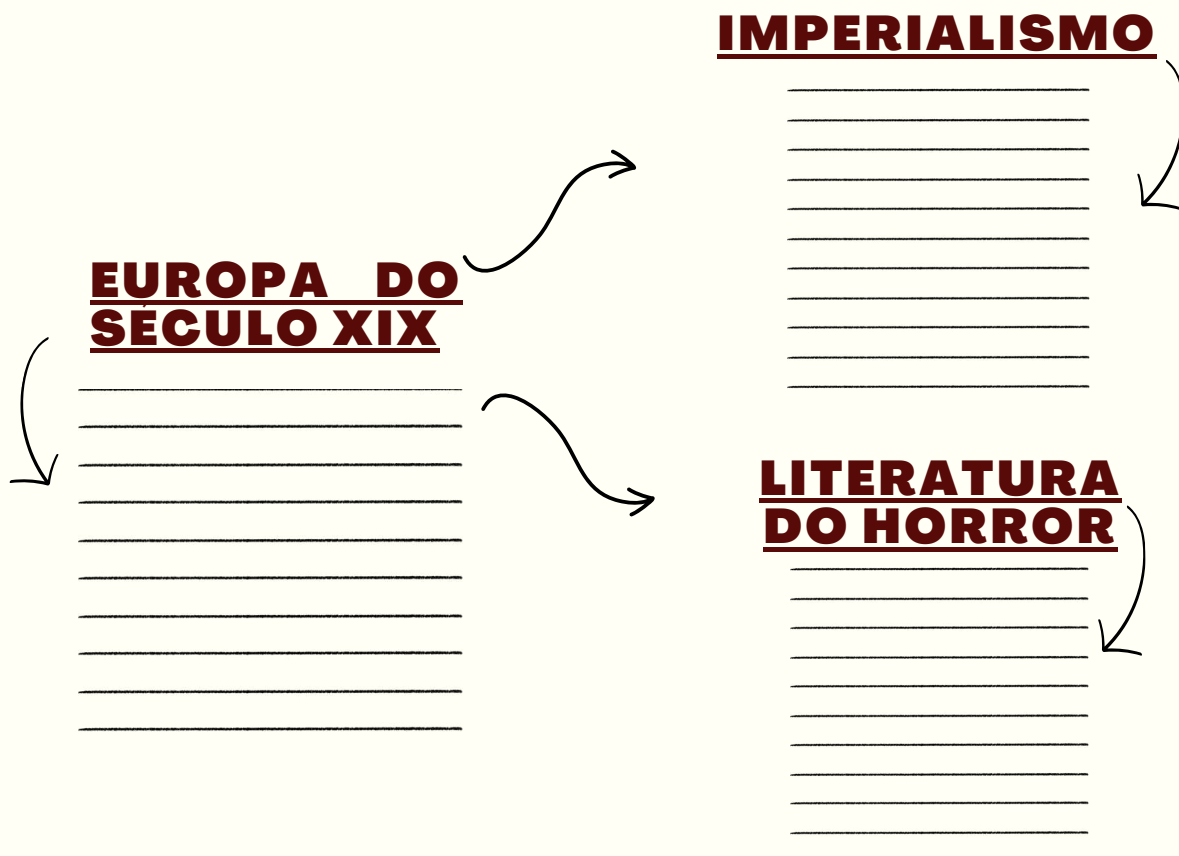 IMPERIALISMO
EUROPA DO
SÉCULO XIX
LITERATURA
DO HORROR